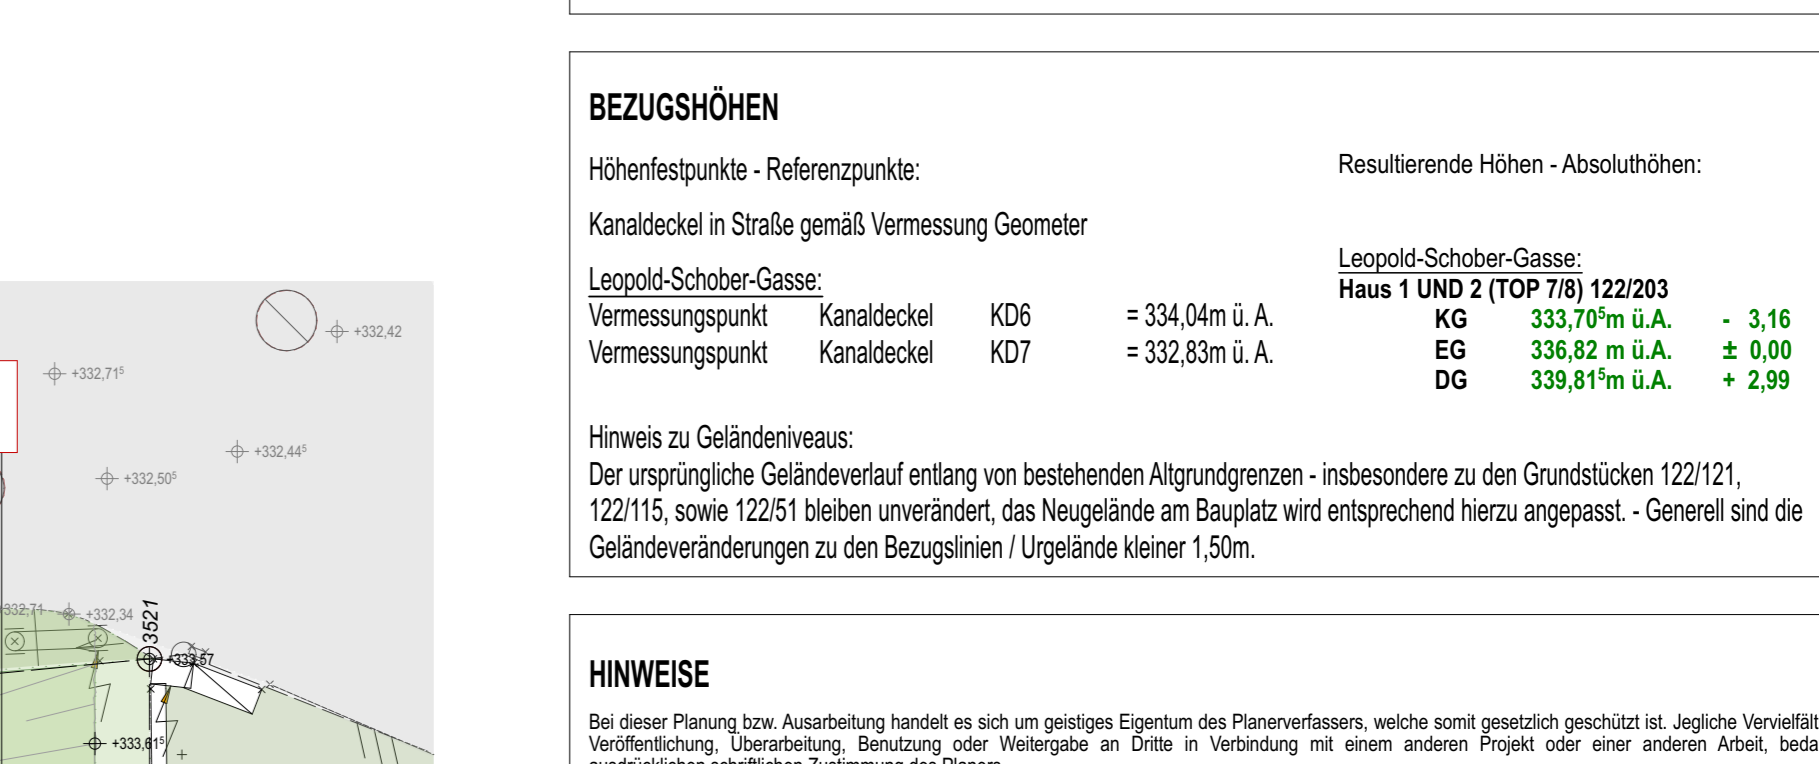 BEZUGSHÖHEN
Höhenfestpunkte - Referenzpunkte:
Kanaldeckel in Straße gemäß Vermessung Geometer
Leopold-Schober-Gasse:
Vermessungspunkt Kanaldeckel KD6 = 334,04m ü. A.
Vermessungspunkt Kanaldeckel KD7 = 332,83m ü. A.
Resultierende Höhen - Absoluthöhen:
Leopold-Schober-Gasse:
Haus 1 UND 2 (TOP 7/8) 122/203
KG 333,70⁵m ü.A. - 3,16
EG 336,82 m ü.A. ± 0,00
DG 339,81⁵m ü.A. + 2,99
Hinweis zu Geländeniveaus:
Der ursprüngliche Geländeverlauf entlang von bestehenden Altgrundgrenzen - insbesondere zu den Grundstücken 122/121,
122/115, sowie 122/51 bleiben unverändert, das Neugelände am Bauplatz wird entsprechend hierzu angepasst. - Generell sind die
Geländeveränderungen zu den Bezugslinien / Urgelände kleiner 1,50m.
HINWEISE
Bei dieser Planung bzw. Ausarbeitung handelt es sich um geistiges Eigentum des Planerverfassers, welche somit gesetzlich geschützt ist. Jegliche Vervielfält
Veröffentlichung, Überarbeitung, Benutzung oder Weitergabe an Dritte in Verbindung mit einem anderen Projekt oder einer anderen Arbeit, beda
ausdrücklichen schriftlichen Zustimmung des Planers
+332,42
+332,71⁵
+332,44⁵
+332,50⁵
332,71
+332,34
3521
+333,57
+333,61⁵